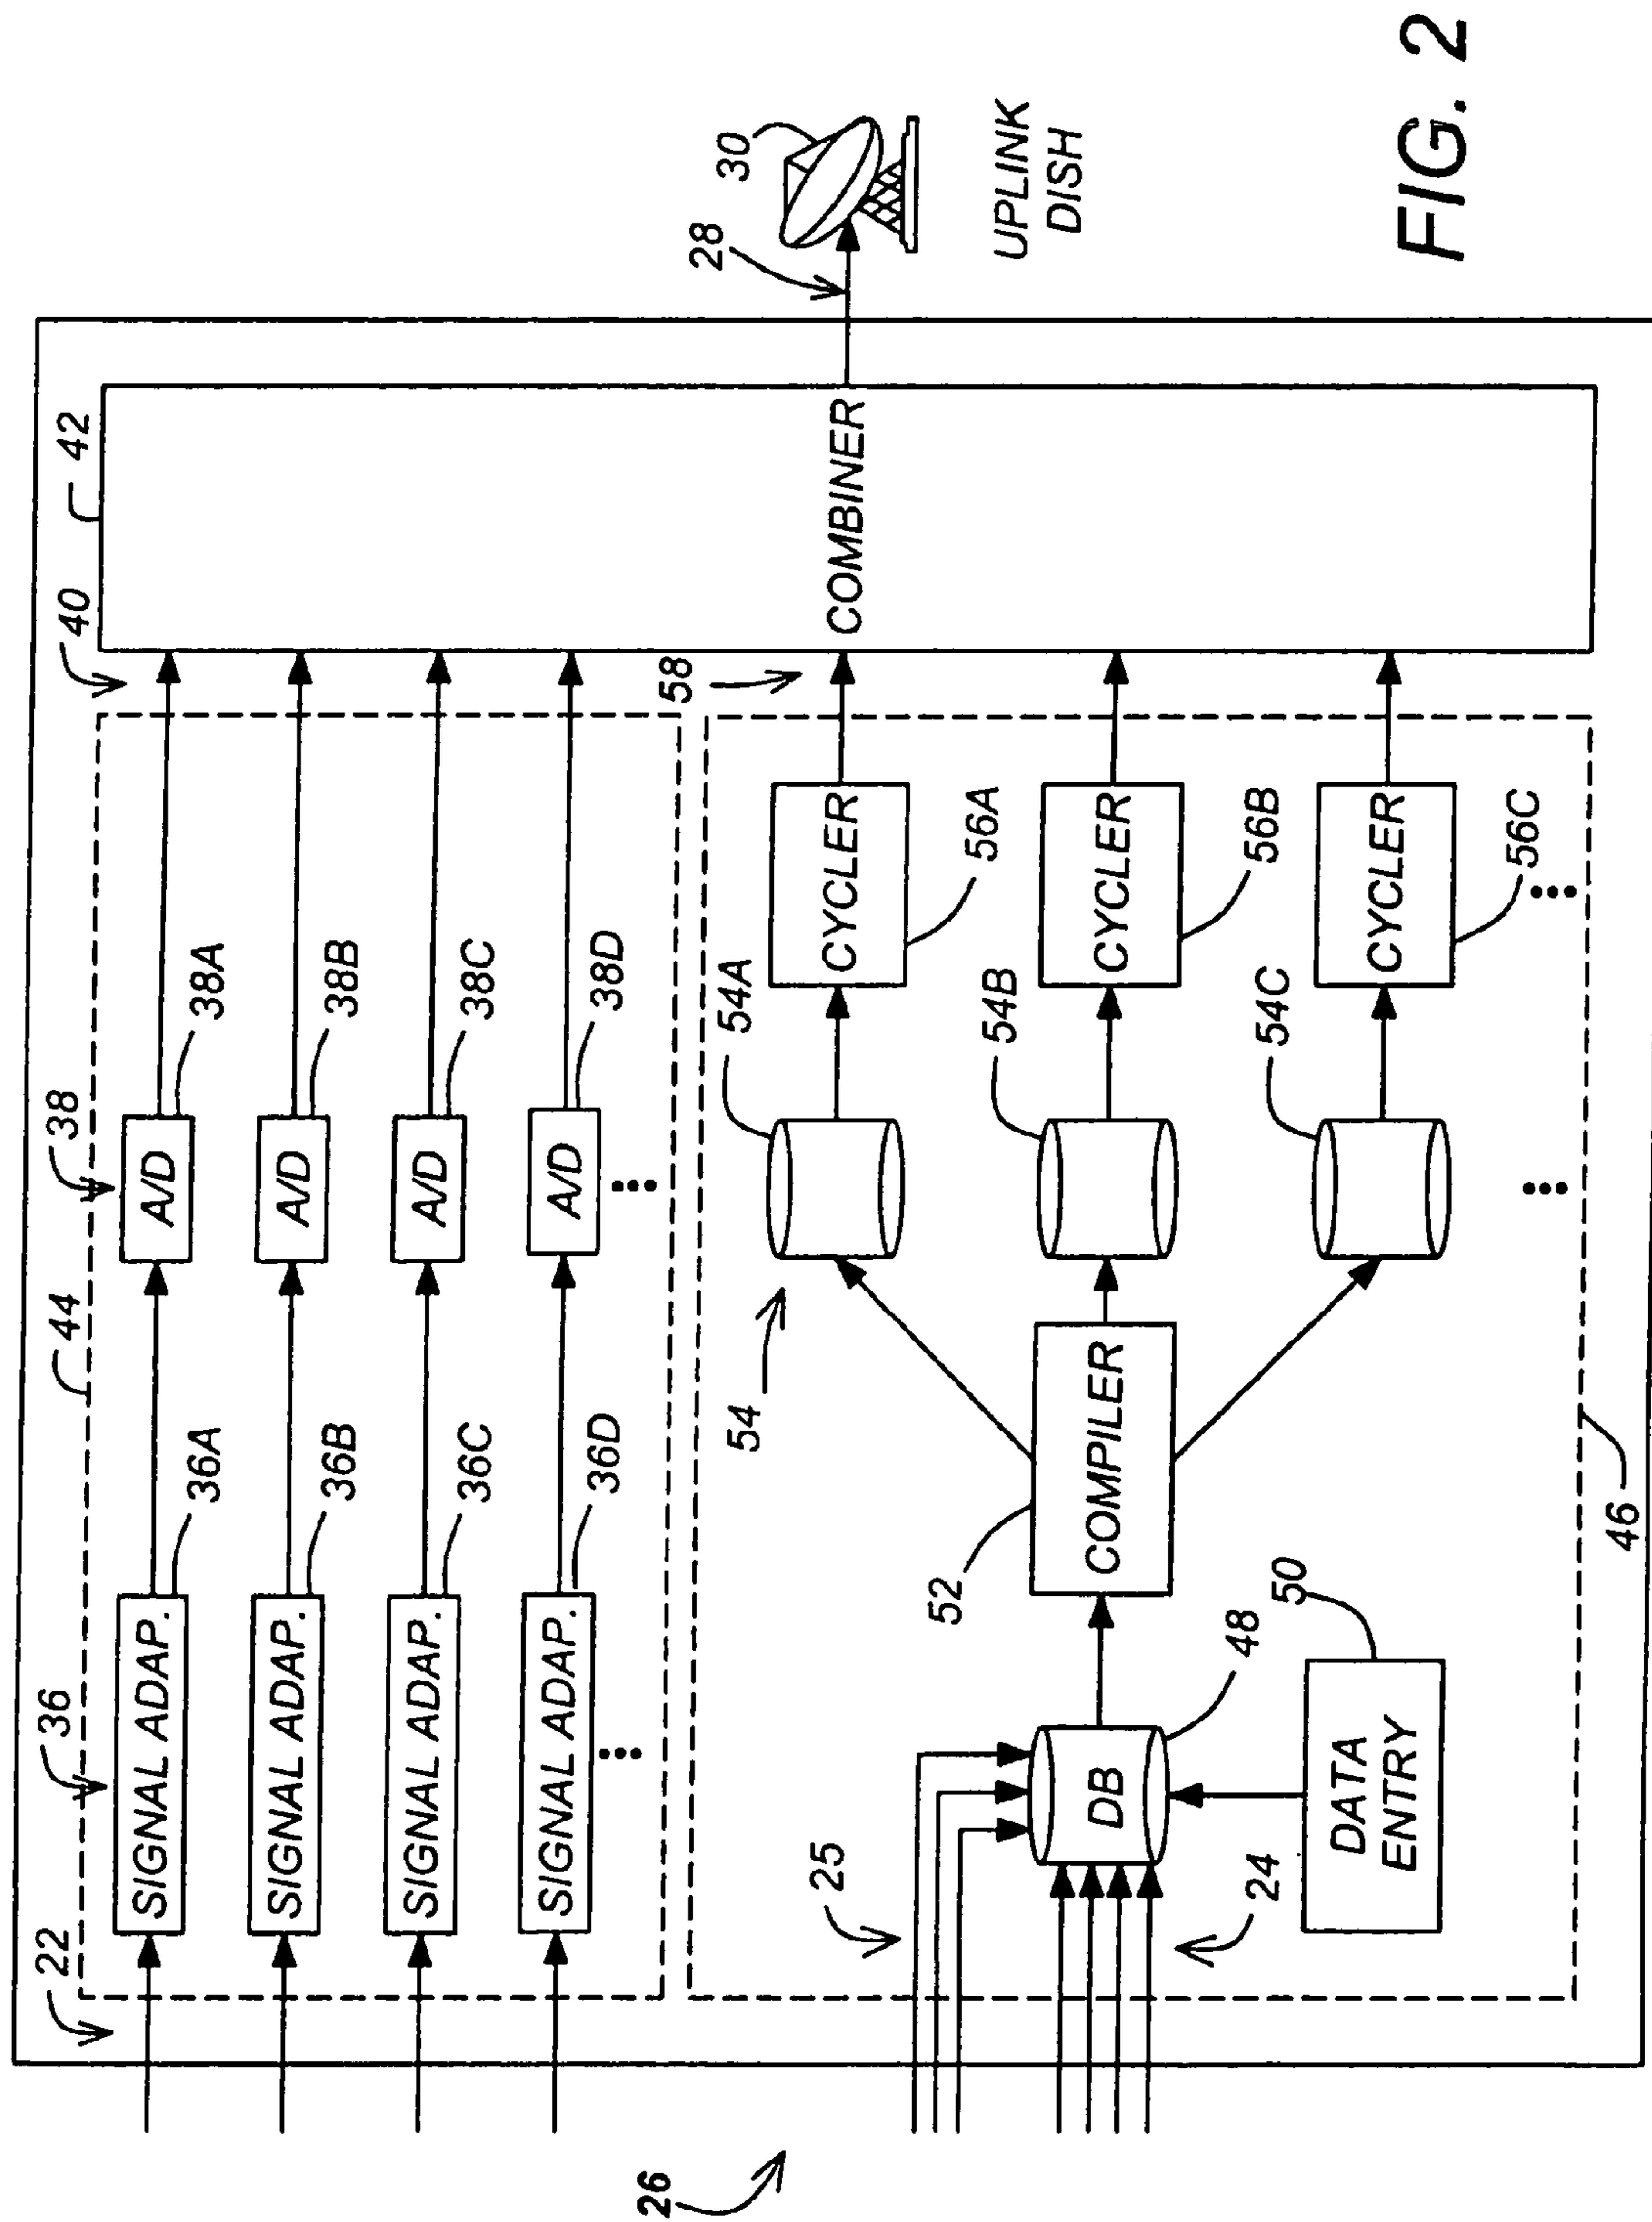 22
36
44
38
40
42
SIGNAL ADAP.
36A
A/D
38A
SIGNAL ADAP.
36B
A/D
38B
SIGNAL ADAP.
36C
A/D
38C
SIGNAL ADAP.
36D
A/D
38D
26
25
24
DB
48
DATA
ENTRY
50
52
COMPILER
54
54A
CYCLER
56A
54B
CYCLER
56B
54C
CYCLER
56C
46
58
COMBINER
28
30
UPLINK
DISH
FIG. 2